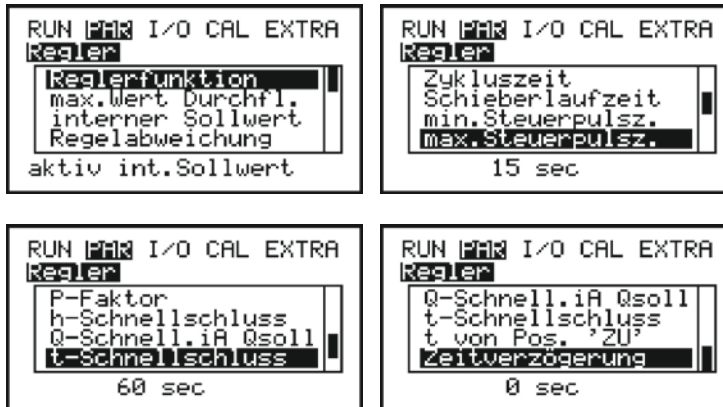 RUN PAR I/O CAL EXTRA
Regler
Reglerfunktion
max.Wert Durchfl.
interner Sollwert
Regelabweichung
aktiv int.Sollwert
RUN PAR I/O CAL EXTRA
Regler
Zykluszeit
Schieberlaufzeit
min.Steuerpulsz.
max.Steuerpulsz.
15 sec
RUN PAR I/O CAL EXTRA
Regler
P-Faktor
h-Schnellschluss
Q-Schnell.iA Qsoll
t-Schnellschluss
60 sec
RUN PAR I/O CAL EXTRA
Regler
Q-Schnell.iA Qsoll
t-Schnellschluss
t von Pos. 'ZU'
Zeitverzögerung
0 sec